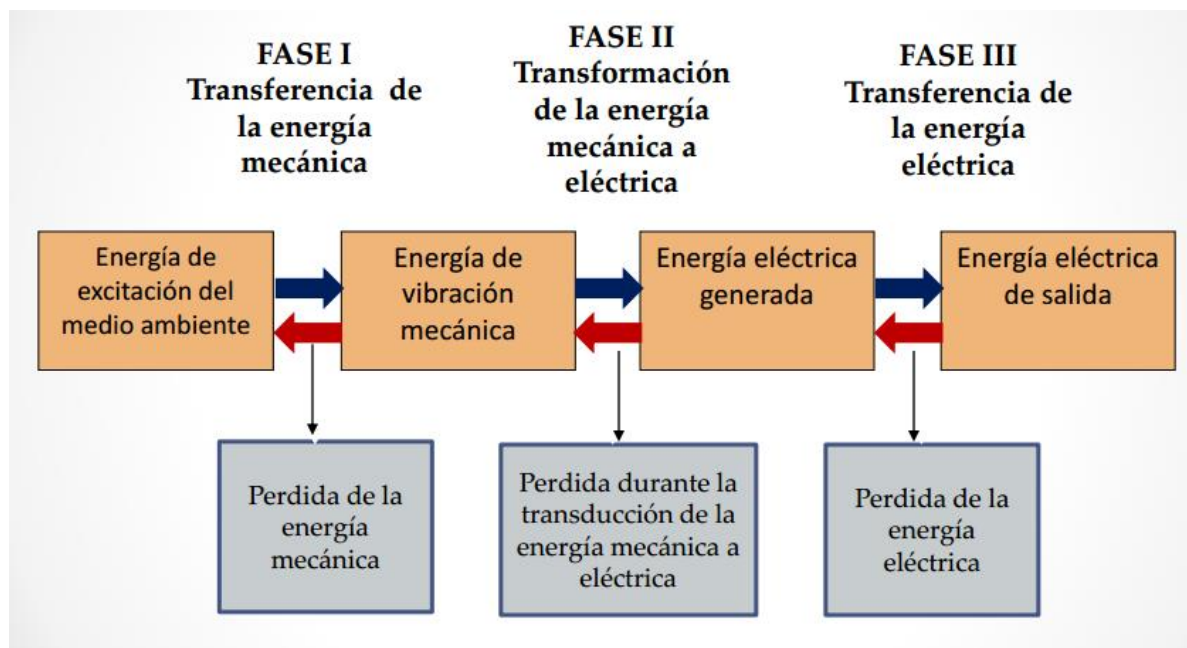 FASE I
Transferencia de
la energía
mecánica
FASE II
Transformación
de la energía
mecánica a
eléctrica
FASE III
Transferencia de
la energía
eléctrica
Energía de
excitación del
medio ambiente
Energía de
vibración
mecánica
Energía eléctrica
generada
Energía eléctrica
de salida
Perdida de la
energía
mecánica
Perdida durante la
transducción de la
energía mecánica a
eléctrica
Perdida de la
energía
eléctrica